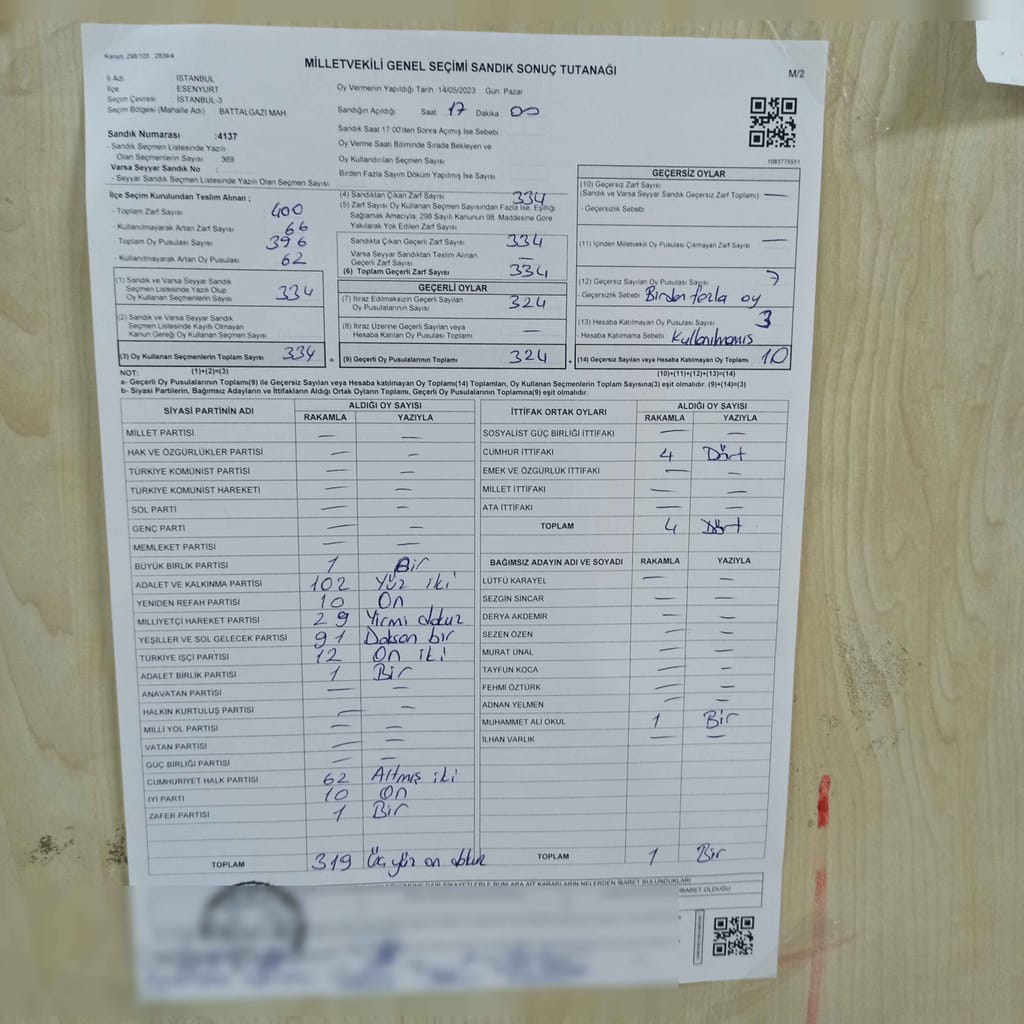 Kanun: 298/105 , 2839/4
MİLLETVEKİLİ GENEL SEÇİMİ SANDIK SONUÇ TUTANAĞI
M/2
İl Adı : İSTANBUL
İlçe : ESENYURT
Seçim Çevresi : İSTANBUL-3
Seçim Bölgesi (Mahalle Adı) : BATTALGAZİ MAH
Oy Vermenin Yapıldığı Tarih 14/05/2023 Gün Pazar
Sandığın Açıldığı Saat 17 Dakika 00
Sandık Saat 17:00'den Sonra Açımış İse Sebebi
Oy Verme Saati Bitiminde Sırada Bekleyen ve
Oy Kullandırılan Seçmen Sayısı
Birden Fazla Sayım Döküm Yapılmış İse Sayısı
1083775551
Sandık Numarası :4137
- Sandık Seçmen Listesinde Yazılı
Olan Seçmenlerin Sayısı : 369
Varsa Seyyar Sandık No :
- Seyyar Sandık Seçmen Listesinde Yazılı Olan Seçmen Sayısı:
İlçe Seçim Kurulundan Teslim Alınan ;
- Toplam Zarf Sayısı 400
- Kullanılmayarak Artan Zarf Sayısı 66
- Toplam Oy Pusulası Sayısı 396
- Kullanılmayarak Artan Oy Pusulası 62
(1) Sandık ve Varsa Seyyar Sandık
Seçmen Listesinde Yazılı Olup
Oy Kullanan Seçmenlerin Sayısı 334
(2) Sandık ve Varsa Seyyar Sandık
Seçmen Listesinde Kaydı Olmayan
Kanun Gereği Oy Kullanan Seçmen Sayısı
(3) Oy Kullanan Seçmenlerin Toplam Sayısı 334
(4) Sandıktan Çıkan Zarf Sayısı 334
(5) Zarf Sayısı Oy Kullanan Seçmen Sayısından Fazla İse, Eşitliği
Sağlamak Amacıyla; 298 Sayılı Kanunun 98. Maddesine Göre
Yakılarak Yok Edilen Zarf Sayısı
Sandıkta Çıkan Geçerli Zarf Sayısı 334
Varsa Seyyar Sandıktan Teslim Alınan
Geçerli Zarf Sayısı —
(6) Toplam Geçerli Zarf Sayısı 334
GEÇERLİ OYLAR
(7) İtiraz Edilmeksizin Geçerli Sayılan
Oy Pusulalarının Sayısı 324
(8) İtiraz Üzerine Geçerli Sayılan veya
Hesaba Katılan Oy Pusulası Toplamı —
(9) Geçerli Oy Pusulalarının Toplamı 324
GEÇERSİZ OYLAR
(10) Geçersiz Zarf Sayısı
(Sandık ve Varsa Seyyar Sandık Geçersiz Zarf Toplamı) —
- Geçersizlik Sebebi :
(11) İçinden Milletvekili Oy Pusulası Çıkmayan Zarf Sayısı —
(12) Geçersiz Sayılan Oy Pusulası Sayısı 7
- Geçersizlik Sebebi : Birden fazla oy
(13) Hesaba Katılmayan Oy Pusulası Sayısı 3
- Hesaba Katılmama Sebebi : Kullanılmamış
(14) Geçersiz Sayılan veya Hesaba Katılmayan Oy Toplamı 10
NOT: (1)+(2)=(3) (10)+(11)+(12)+(13)=(14)
a- Geçerli Oy Pusulalarının Toplamı(9) ile Geçersiz Sayılan veya Hesaba katılmayan Oy Toplamı(14) Toplamları, Oy Kullanan Seçmenlerin Toplam Sayısına(3) eşit olmalıdır. (9)+(14)=(3)
b- Siyasi Partilerin, Bağımsız Adayların ve İttifakların Aldığı Ortak Oyların Toplamı, Geçerli Oy Pusulalarının Toplamına(9) eşit olmalıdır.
SİYASİ PARTİNİN ADI ALDIĞI OY SAYISI
RAKAMLA YAZIYLA
MİLLET PARTİSİ — —
HAK VE ÖZGÜRLÜKLER PARTİSİ — —
TÜRKİYE KOMÜNİST PARTİSİ — —
TÜRKİYE KOMÜNİST HAREKETİ — —
SOL PARTİ — —
GENÇ PARTİ — —
MEMLEKET PARTİSİ — —
BÜYÜK BİRLİK PARTİSİ 1 Bir
ADALET VE KALKINMA PARTİSİ 102 Yüz iki
YENİDEN REFAH PARTİSİ 10 On
MİLLİYETÇİ HAREKET PARTİSİ 29 Yirmi dokuz
YEŞİLLER VE SOL GELECEK PARTİSİ 91 Doksan bir
TÜRKİYE İŞÇİ PARTİSİ 12 On iki
ADALET BİRLİK PARTİSİ 1 Bir
ANAVATAN PARTİSİ — —
HALKIN KURTULUŞ PARTİSİ — —
MİLLİ YOL PARTİSİ — —
VATAN PARTİSİ — —
GÜÇ BİRLİĞİ PARTİSİ — —
CUMHURİYET HALK PARTİSİ 62 Altmış iki
İYİ PARTİ 10 On
ZAFER PARTİSİ 1 Bir
TOPLAM 319 Üç yüz on dokuz
İTTİFAK ORTAK OYLARI ALDIĞI OY SAYISI
RAKAMLA YAZIYLA
SOSYALİST GÜÇ BİRLİĞİ İTTİFAKI — —
CUMHUR İTTİFAKI 4 Dört
EMEK VE ÖZGÜRLÜK İTTİFAKI — —
MİLLET İTTİFAKI — —
ATA İTTİFAKI — —
TOPLAM 4 Dört
BAĞIMSIZ ADAYIN ADI VE SOYADI RAKAMLA YAZIYLA
LÜTFÜ KARAYEL — —
SEZGİN SİNCAR — —
DERYA AKDEMİR — —
SEZEN ÖZEN — —
MURAT ÜNAL — —
TAYFUN KOCA — —
FEHMİ ÖZTÜRK — —
ADNAN YELMEN — —
MUHAMMET ALİ OKUL 1 Bir
İLHAN VARLIK — —
TOPLAM 1 Bir